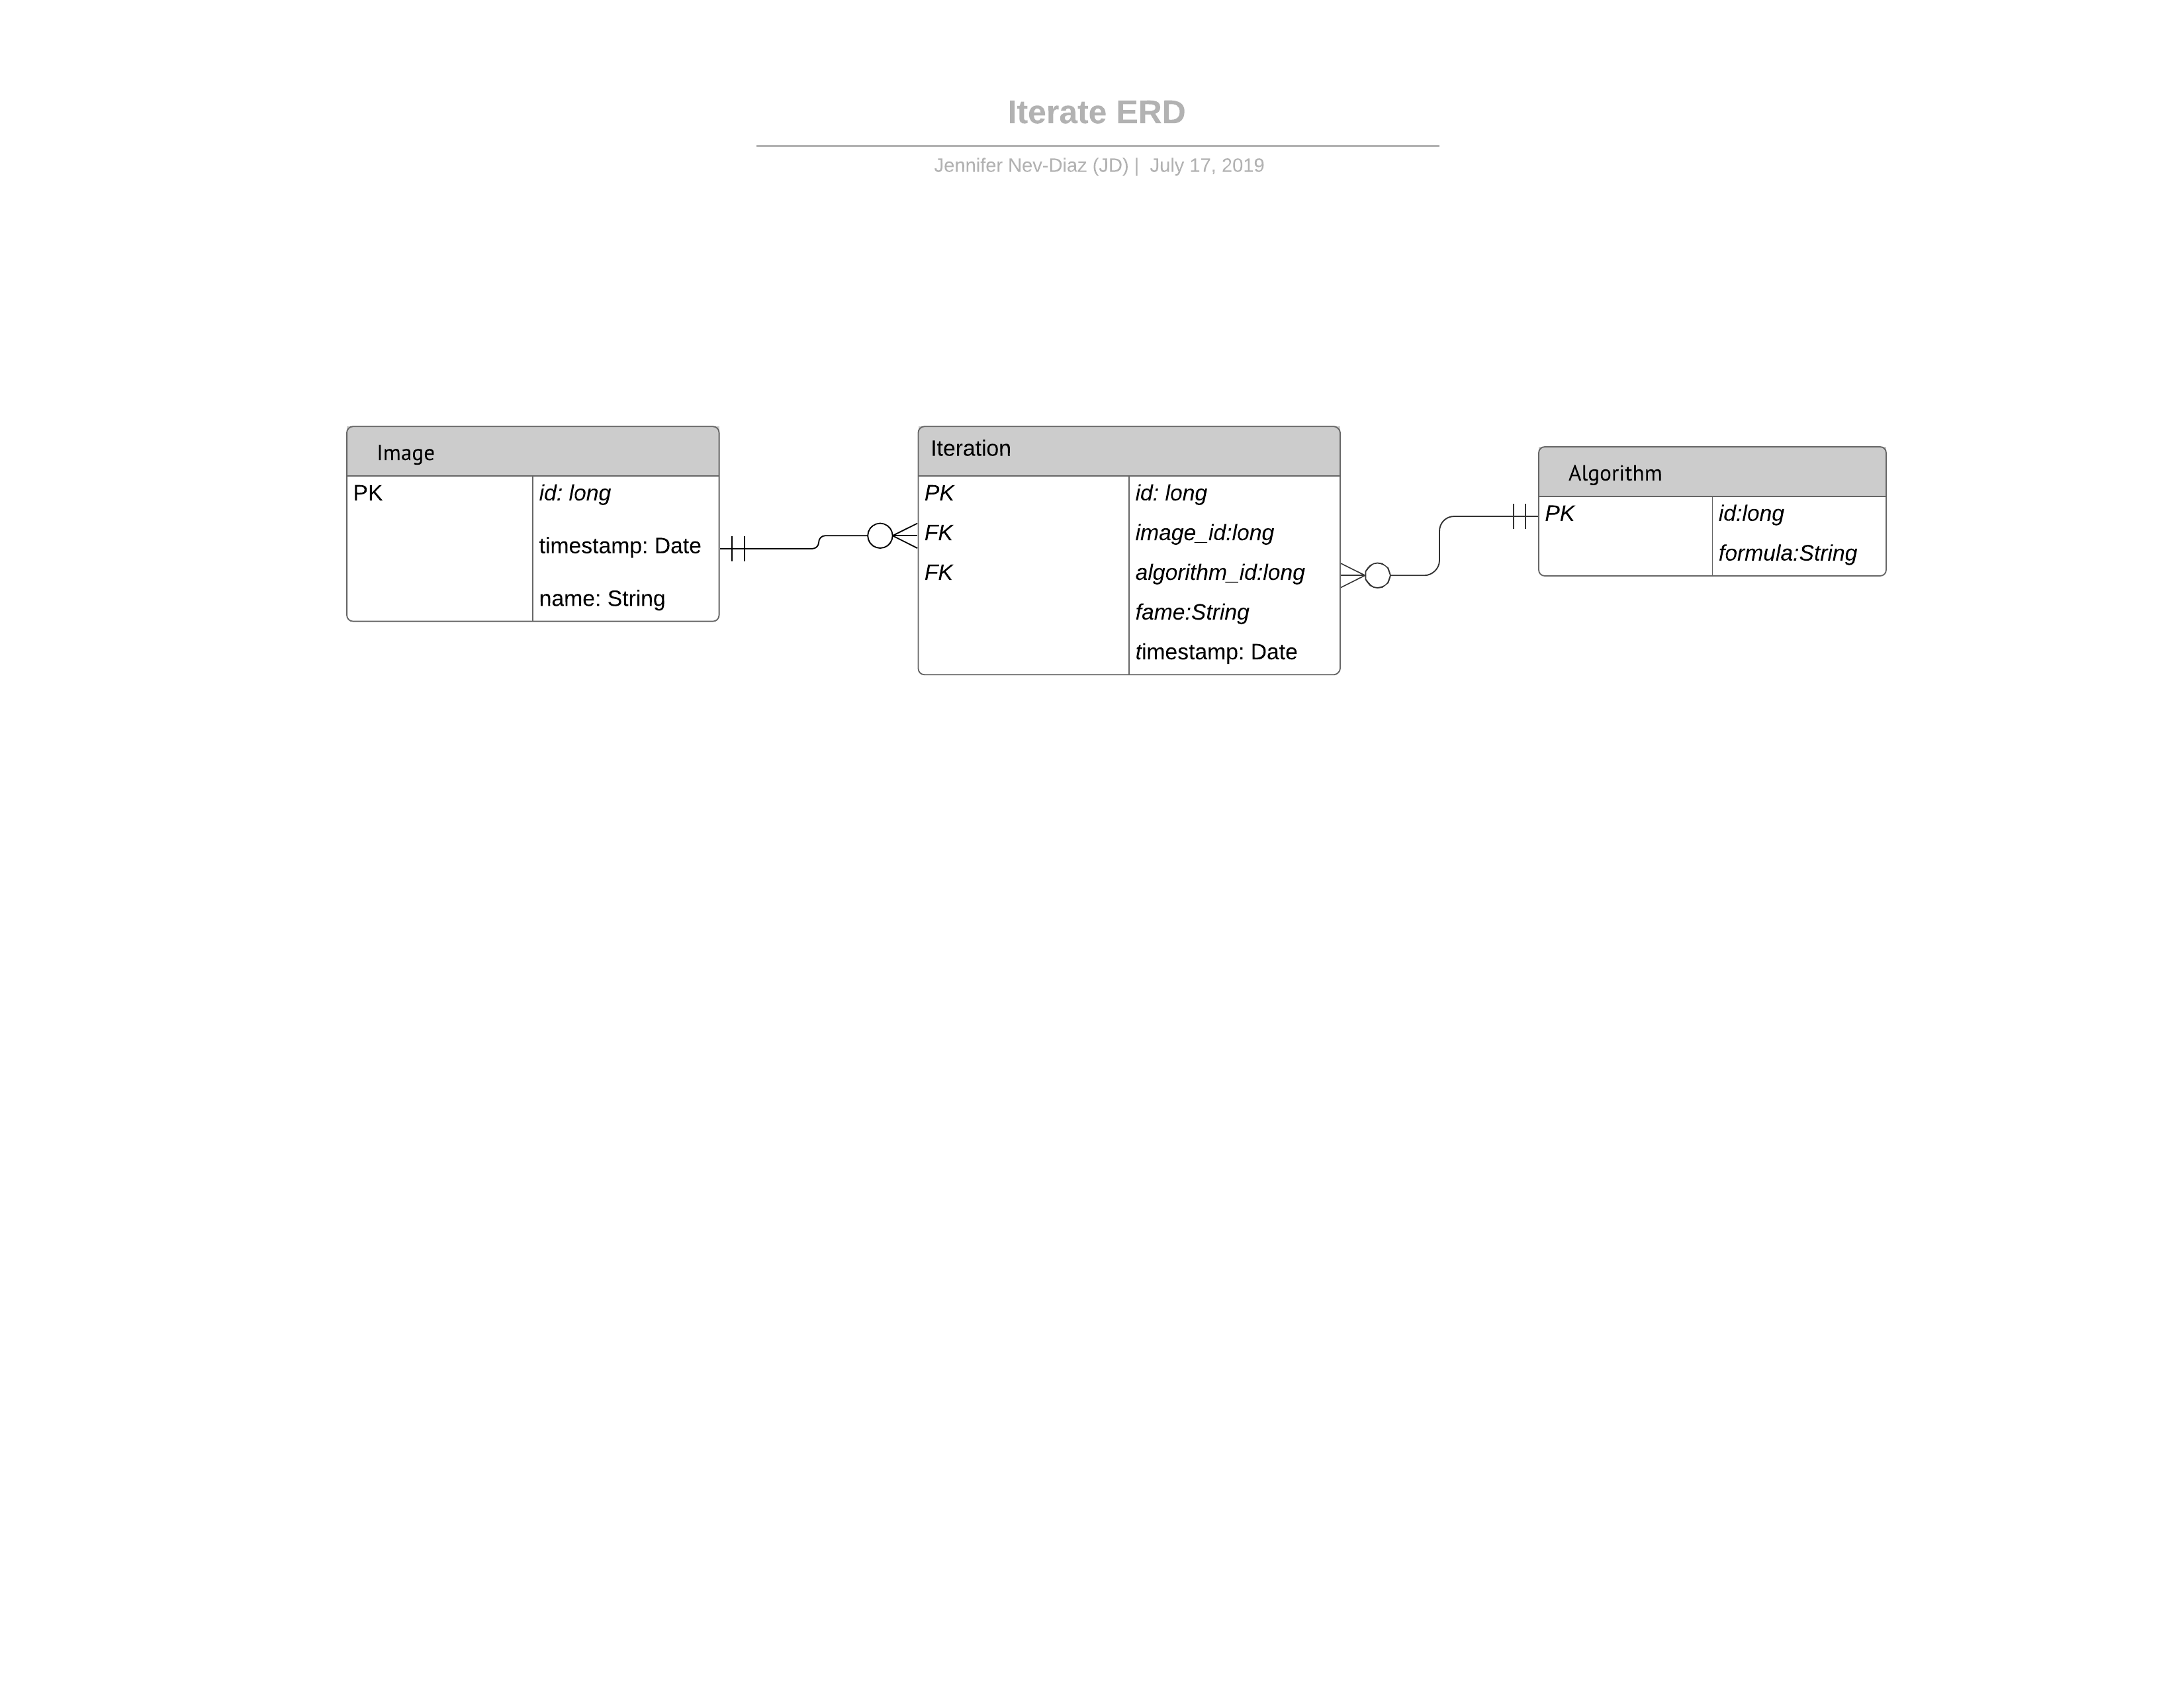 Iterate ERD
Jennifer Nev-Diaz (JD) | July 17, 2019
Image
PK
id: long
timestamp: Date
name: String
Iteration
PK
id: long
FK
image_id:long
FK
algorithm_id:long
fame:String
timestamp: Date
Algorithm
PK
id:long
formula:String